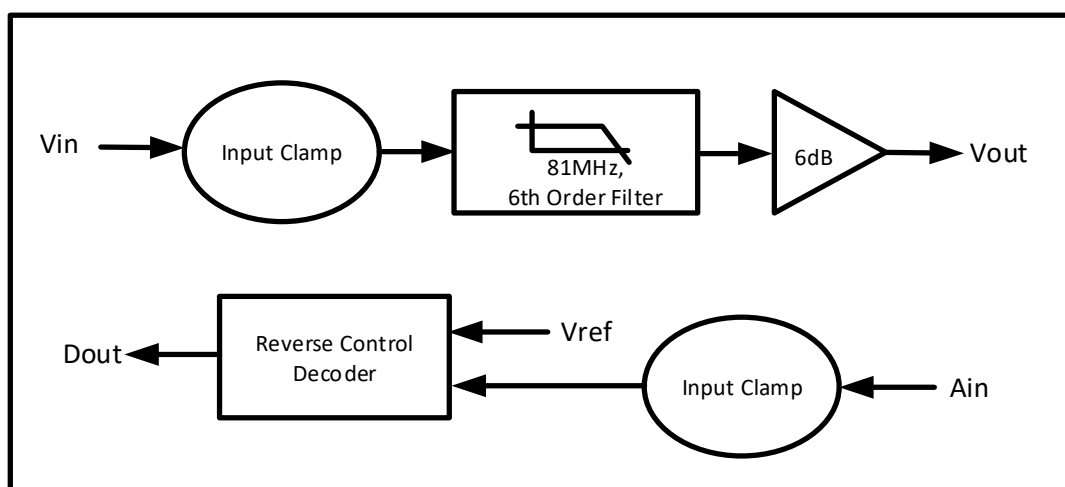 Vin
Input Clamp
81MHz,
6th Order Filter
6dB
Vout
Dout
Reverse Control
Decoder
Vref
Input Clamp
Ain